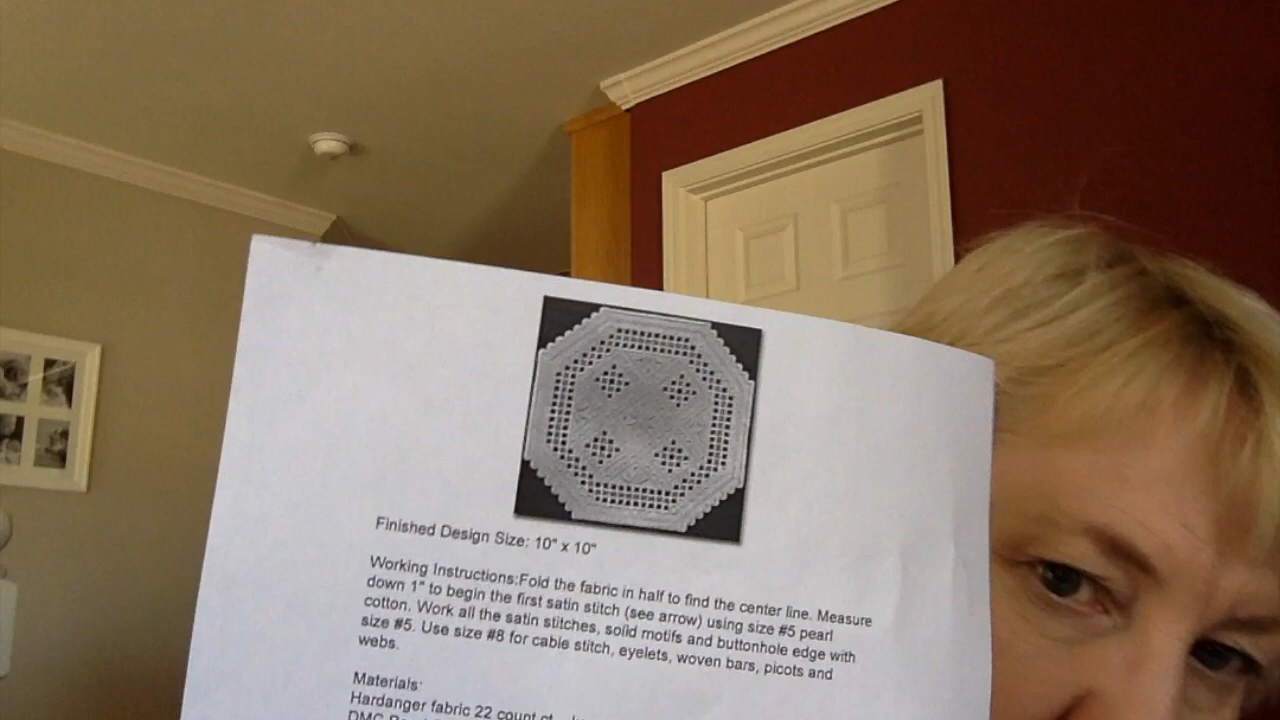 Finished Design Size: 10" x 10"
Working Instructions:Fold the fabric in half to find the center line. Measure
down 1" to begin the first satin stitch (see arrow) using size #5 pearl
cotton. Work all the satin stitches, solid motifs and buttonhole edge with
size #5. Use size #8 for cable stitch, eyelets, woven bars, picots and
webs.
Materials:
Hardanger fabric 22 count
DMC